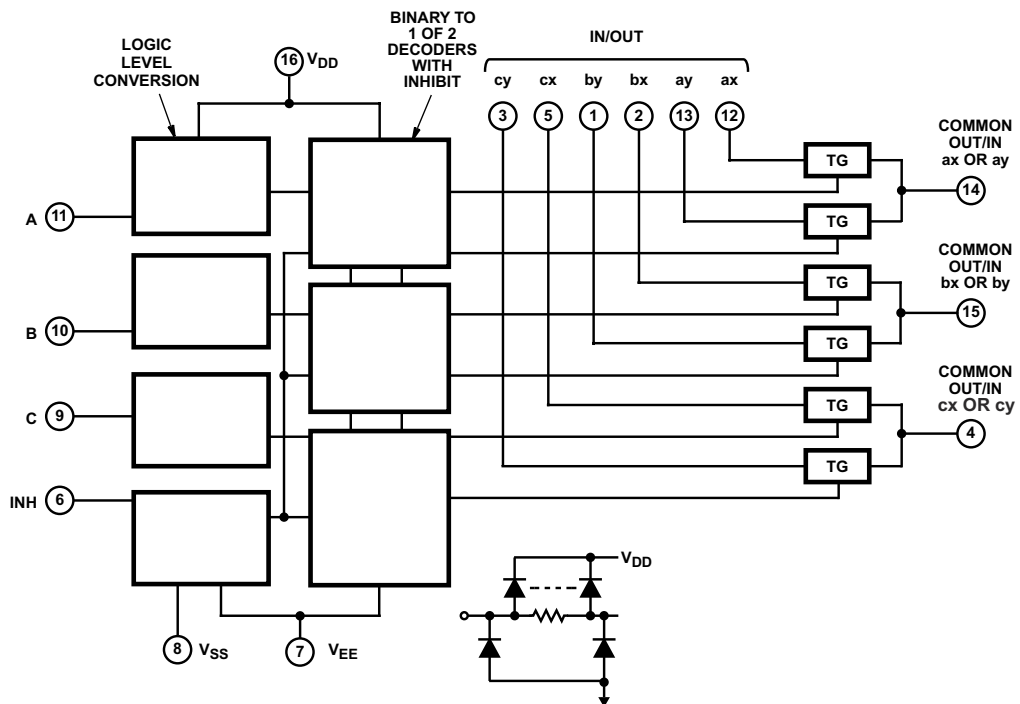 LOGIC
LEVEL
CONVERSION
16 VDD
BINARY TO
1 OF 2
DECODERS
WITH
INHIBIT
IN/OUT
cy cx by bx ay ax
3 5 1 2 13 12
COMMON
OUT/IN
ax OR ay
14
TG
TG
A 11
COMMON
OUT/IN
bx OR by
15
TG
TG
B 10
COMMON
OUT/IN
cx OR cy
4
TG
TG
C 9
INH 6
8 VSS
7 VEE
VDD